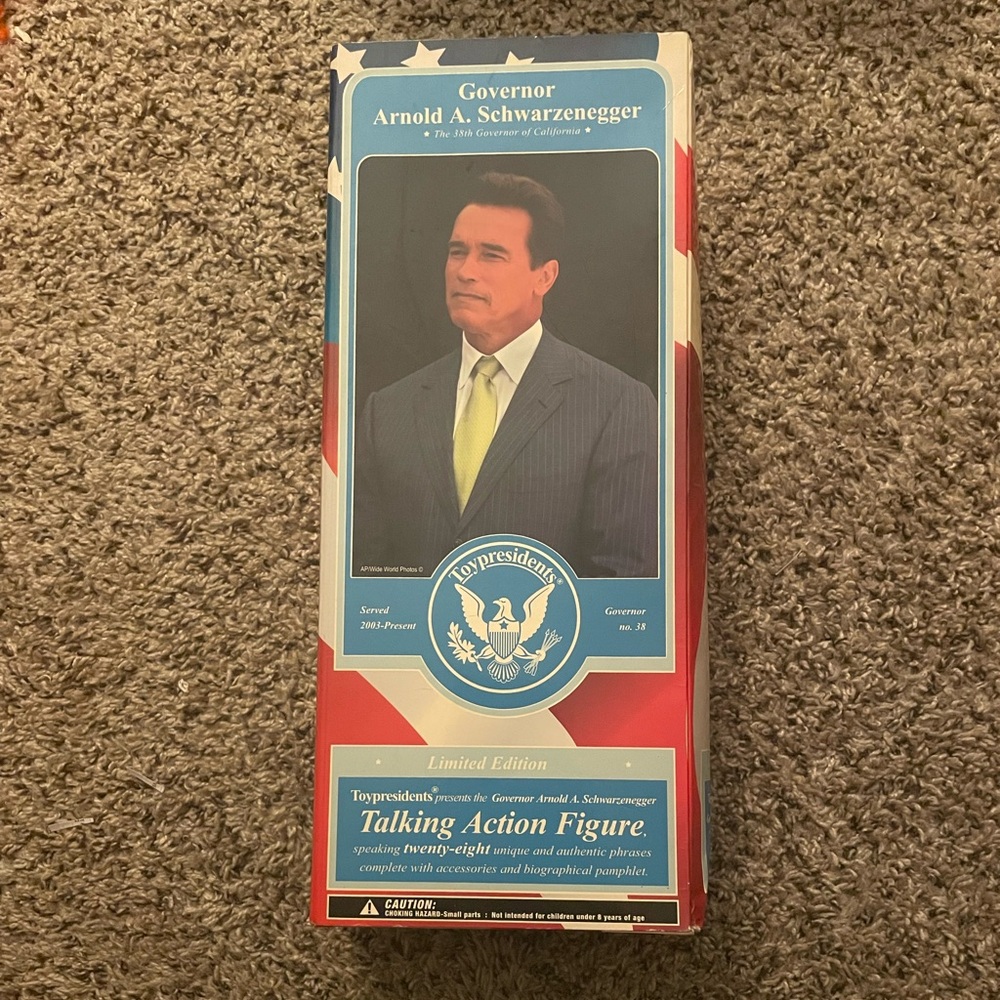 Governor
Arnold A. Schwarzenegger
★ The 38th Governor of California ★
AP/Wide World Photos ©
Toypresidents®
Served
2003-Present
Governor
no. 38
Limited Edition
Toypresidents® presents the Governor Arnold A. Schwarzenegger
Talking Action Figure,
speaking twenty-eight unique and authentic phrases
complete with accessories and biographical pamphlet.
CAUTION:
CHOKING HAZARD-Small parts : Not intended for children under 8 years of age